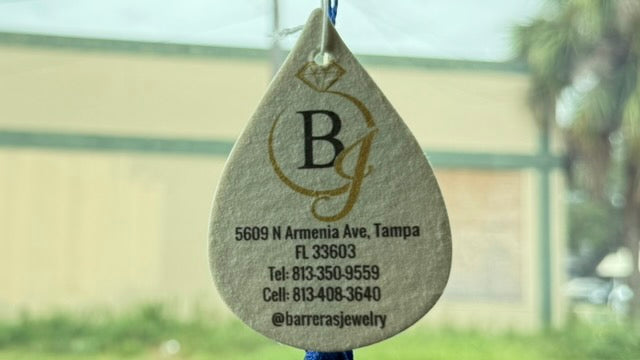 BJ
5609 N Armenia Ave, Tampa
FL 33603
Tel: 813-350-9559
Cell: 813-408-3640
@barrerasjewelry